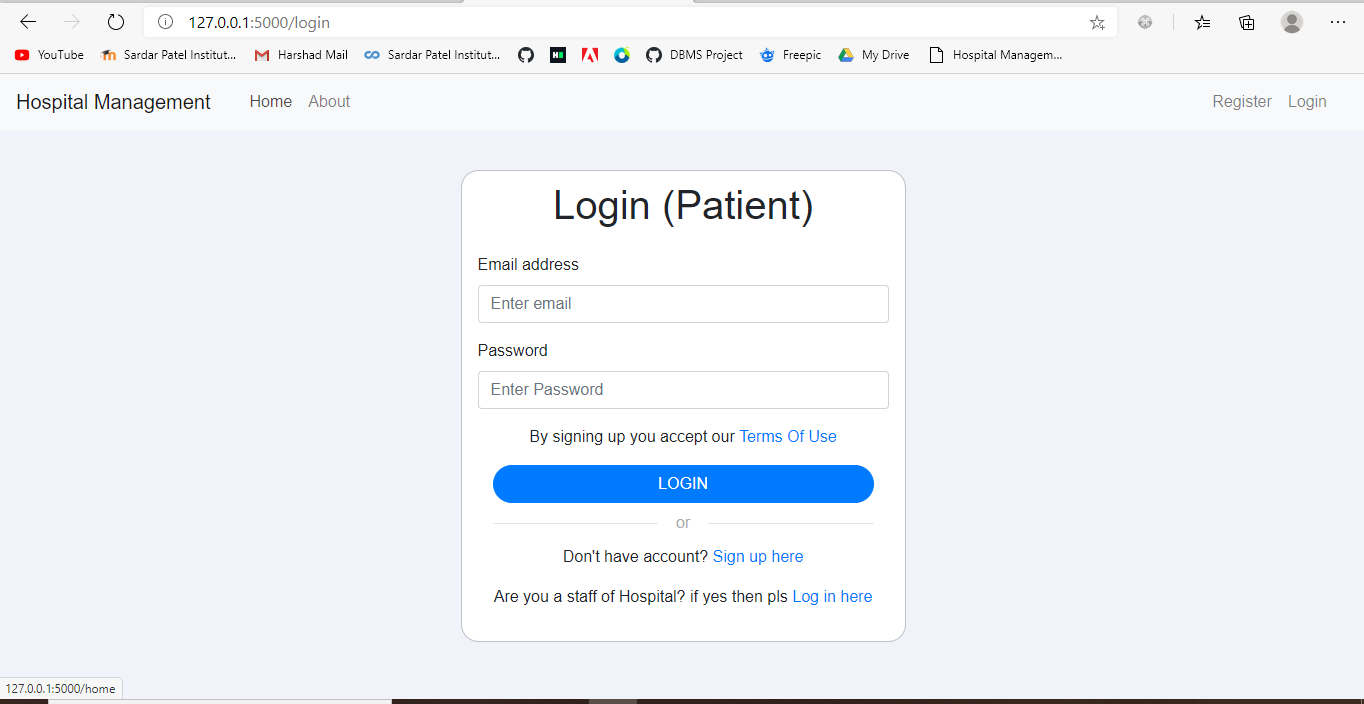 127.0.0.1:5000/login
YouTube Sardar Patel Institut... Harshad Mail Sardar Patel Institut... DBMS Project Freepic My Drive Hospital Managem...
Hospital Management Home About Register Login
Login (Patient)
Email address
Enter email
Password
Enter Password
By signing up you accept our Terms Of Use
LOGIN
or
Don't have account? Sign up here
Are you a staff of Hospital? if yes then pls Log in here
127.0.0.1:5000/home